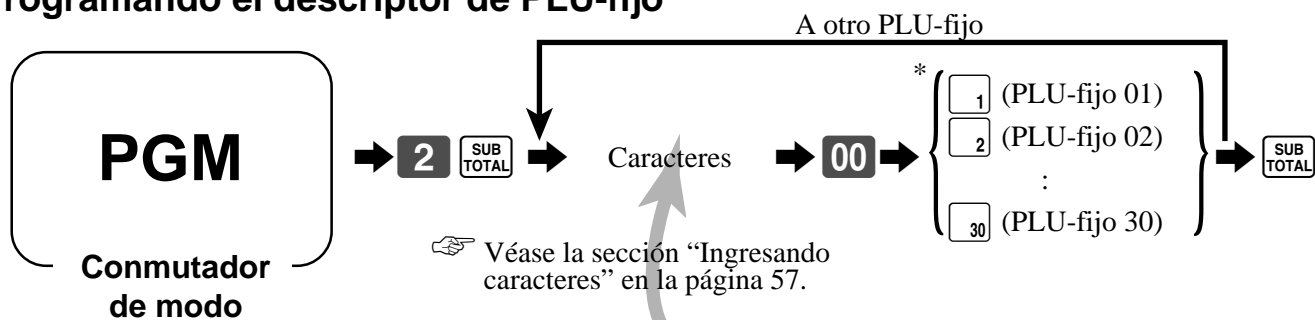 rogramando el descriptor de PLU-fijo
A otro PLU-fijo
PGM
Conmutador
de modo
2 SUB TOTAL Caracteres 00
* 1 (PLU-fijo 01)
2 (PLU-fijo 02)
:
30 (PLU-fijo 30)
SUB TOTAL
Véase la sección “Ingresando
caracteres” en la página 57.